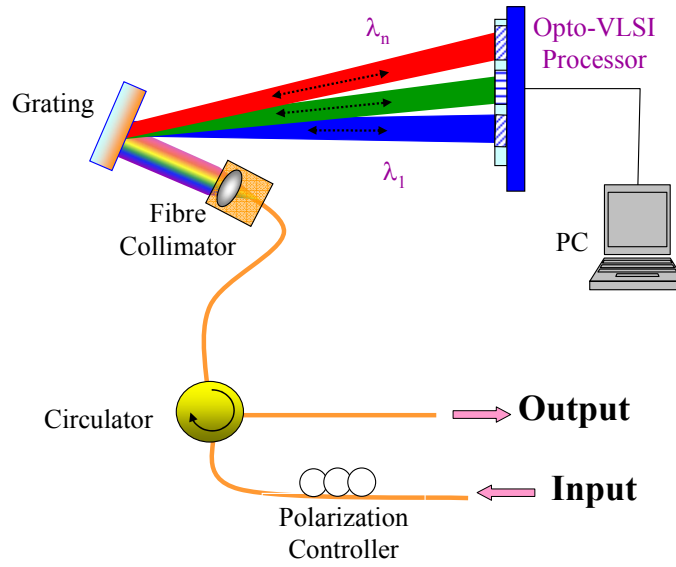 λn
Opto-VLSI
Processor
Grating
λ1
Fibre
Collimator
PC
Circulator
Output
Input
Polarization
Controller